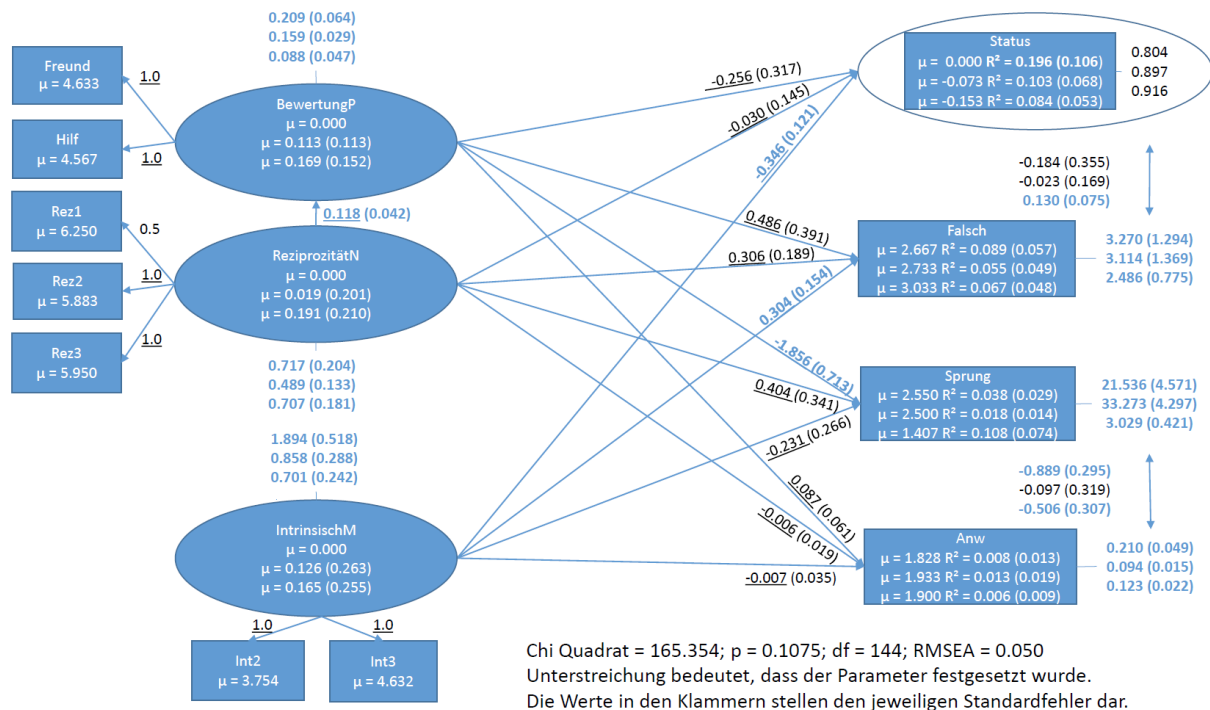 0.209 (0.064)
0.159 (0.029)
0.088 (0.047)
Freund
µ = 4.633
1.0
Hilf
µ = 4.567
1.0
BewertungP
µ = 0.000
µ = 0.113 (0.113)
µ = 0.169 (0.152)
Rez1
µ = 6.250
0.5
Rez2
µ = 5.883
1.0
Rez3
µ = 5.950
1.0
0.118 (0.042)
ReziprozitätN
µ = 0.000
µ = 0.019 (0.201)
µ = 0.191 (0.210)
0.717 (0.204)
0.489 (0.133)
0.707 (0.181)
1.894 (0.518)
0.858 (0.288)
0.701 (0.242)
IntrinsischM
µ = 0.000
µ = 0.126 (0.263)
µ = 0.165 (0.255)
1.0
1.0
Int2
µ = 3.754
Int3
µ = 4.632
-0.256 (0.317)
-0.030 (0.145)
-0.346 (0.121)
0.486 (0.391)
0.306 (0.189)
0.304 (0.154)
-1.856 (0.713)
0.404 (0.341)
-0.231 (0.266)
0.087 (0.061)
-0.006 (0.019)
-0.007 (0.035)
Status
µ = 0.000 R² = 0.196 (0.106)
µ = -0.073 R² = 0.103 (0.068)
µ = -0.153 R² = 0.084 (0.053)
0.804
0.897
0.916
-0.184 (0.355)
-0.023 (0.169)
0.130 (0.075)
Falsch
µ = 2.667 R² = 0.089 (0.057)
µ = 2.733 R² = 0.055 (0.049)
µ = 3.033 R² = 0.067 (0.048)
3.270 (1.294)
3.114 (1.369)
2.486 (0.775)
Sprung
µ = 2.550 R² = 0.038 (0.029)
µ = 2.500 R² = 0.018 (0.014)
µ = 1.407 R² = 0.108 (0.074)
21.536 (4.571)
33.273 (4.297)
3.029 (0.421)
-0.889 (0.295)
-0.097 (0.319)
-0.506 (0.307)
Anw
µ = 1.828 R² = 0.008 (0.013)
µ = 1.933 R² = 0.013 (0.019)
µ = 1.900 R² = 0.006 (0.009)
0.210 (0.049)
0.094 (0.015)
0.123 (0.022)
Chi Quadrat = 165.354; p = 0.1075; df = 144; RMSEA = 0.050
Unterstreichung bedeutet, dass der Parameter festgesetzt wurde.
Die Werte in den Klammern stellen den jeweiligen Standardfehler dar.